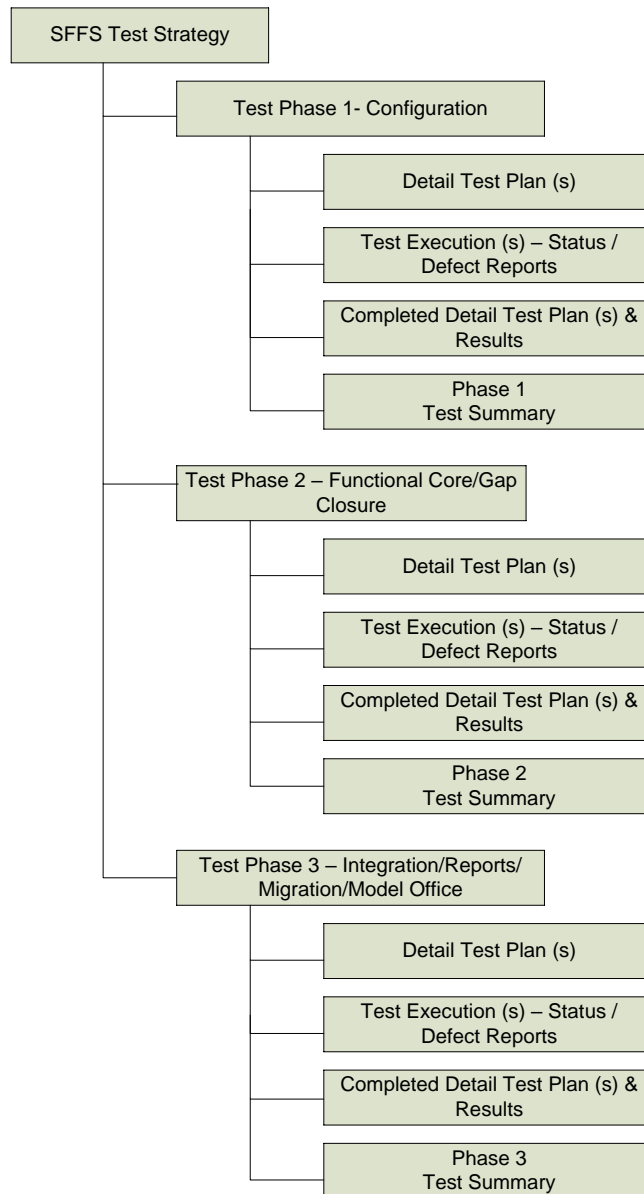 SFFS Test Strategy
Test Phase 1- Configuration
Detail Test Plan (s)
Test Execution (s) – Status /
Defect Reports
Completed Detail Test Plan (s) &
Results
Phase 1
Test Summary
Test Phase 2 – Functional Core/Gap
Closure
Detail Test Plan (s)
Test Execution (s) – Status /
Defect Reports
Completed Detail Test Plan (s) &
Results
Phase 2
Test Summary
Test Phase 3 – Integration/Reports/
Migration/Model Office
Detail Test Plan (s)
Test Execution (s) – Status /
Defect Reports
Completed Detail Test Plan (s) &
Results
Phase 3
Test Summary